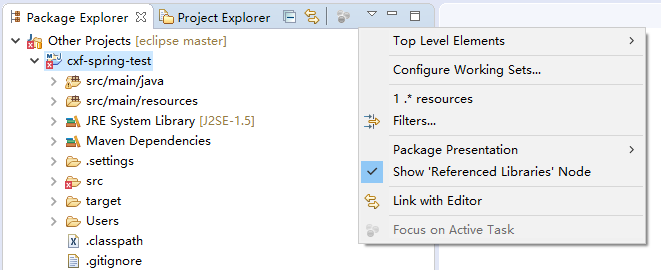 Package Explorer
Project Explorer
Other Projects [eclipse master]
cxf-spring-test
src/main/java
src/main/resources
JRE System Library [J2SE-1.5]
Maven Dependencies
.settings
src
target
Users
.classpath
.gitignore
Top Level Elements
Configure Working Sets...
1 .* resources
Filters...
Package Presentation
Show 'Referenced Libraries' Node
Link with Editor
Focus on Active Task